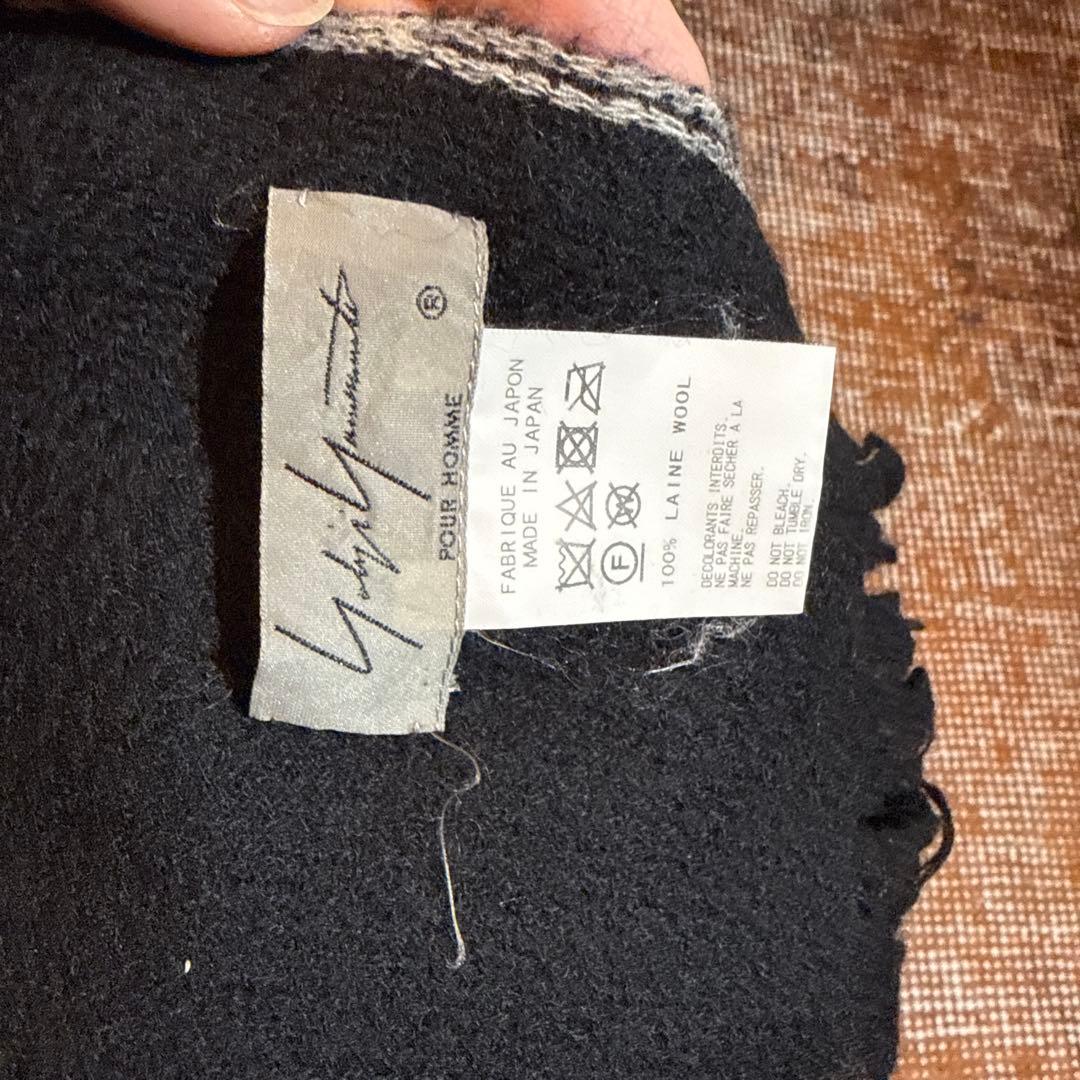 Yohji Yamamoto ®
POUR HOMME
FABRIQUE AU JAPON
MADE IN JAPAN
F W
100% LAINE WOOL
DECOLORANTS INTERDITS.
NE PAS FAIRE SECHER A LA
MACHINE.
NE PAS REPASSER.
DO NOT BLEACH.
DO NOT TUMBLE DRY.
DO NOT IRON.